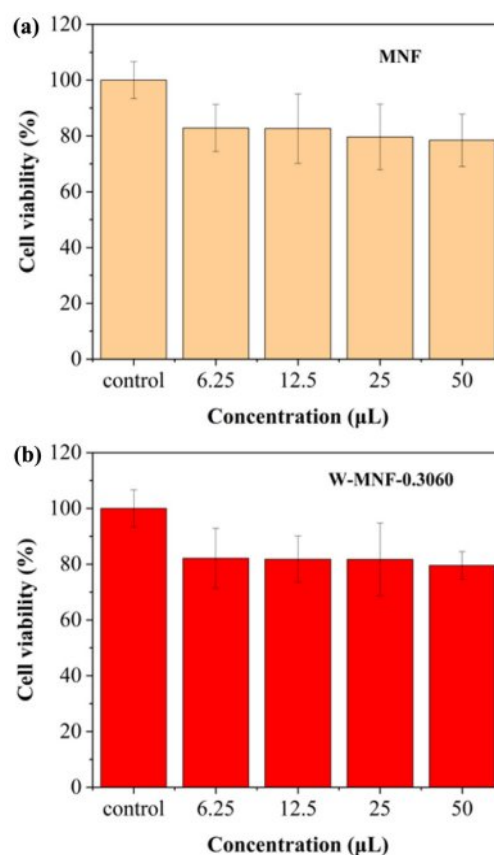 (a)
MNF
Cell viability (%)
120
100
80
60
40
20
0
control 6.25 12.5 25 50
Concentration (µL)
(b)
W-MNF-0.3060
Cell viability (%)
120
100
80
60
40
20
0
control 6.25 12.5 25 50
Concentration (µL)